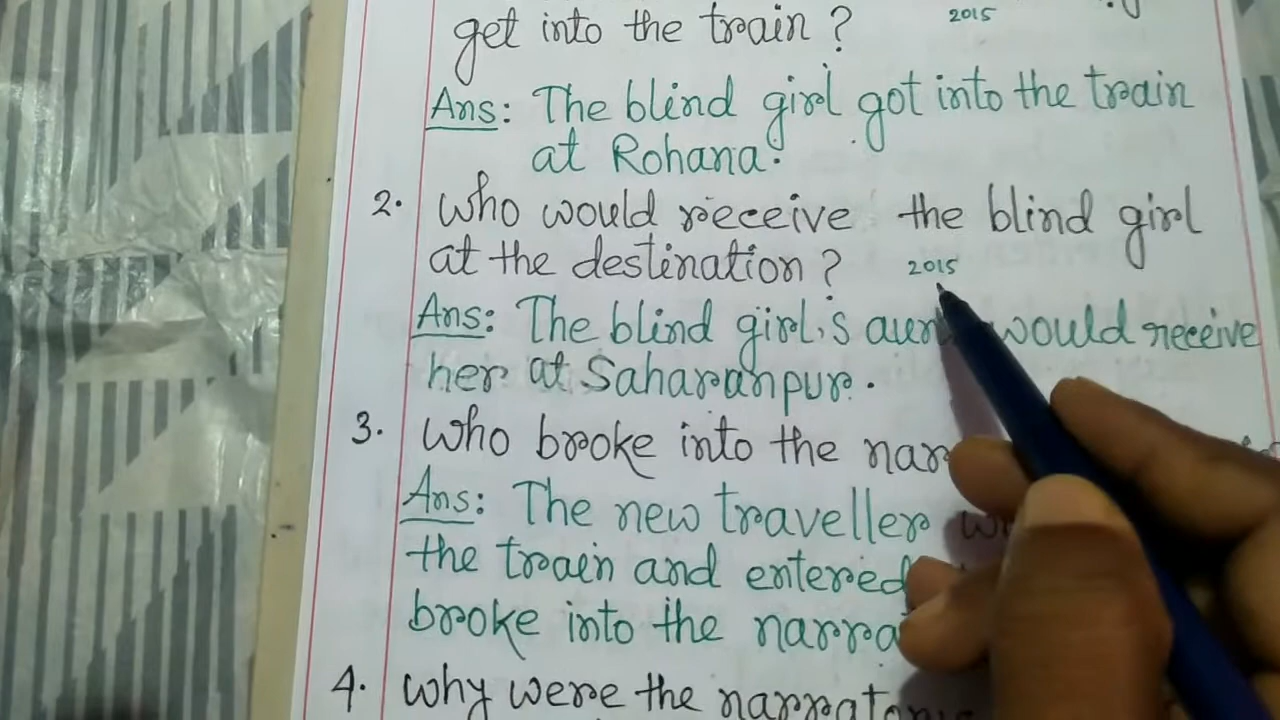 get into the train ? 2015
Ans: The blind girl got into the train
at Rohana.
2. Who would receive the blind girl
at the destination ? 2015
Ans: The blind girl's aunt would receive
her at Saharanpur.
3. Who broke into the
Ans: The new traveller
the train and entered
broke into the
4. Why were the